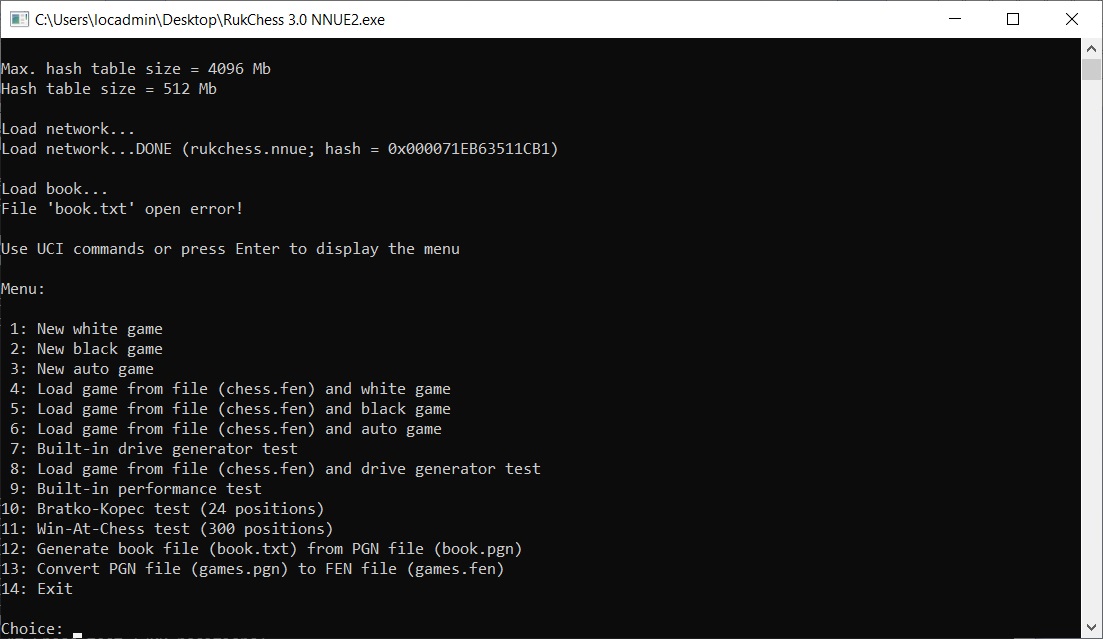 C:\Users\locadmin\Desktop\RukChess 3.0 NNUE2.exe
Max. hash table size = 4096 Mb
Hash table size = 512 Mb
Load network...
Load network...DONE (rukchess.nnue; hash = 0x000071EB63511CB1)
Load book...
File 'book.txt' open error!
Use UCI commands or press Enter to display the menu
Menu:
1: New white game
2: New black game
3: New auto game
4: Load game from file (chess.fen) and white game
5: Load game from file (chess.fen) and black game
6: Load game from file (chess.fen) and auto game
7: Built-in drive generator test
8: Load game from file (chess.fen) and drive generator test
9: Built-in performance test
10: Bratko-Kopec test (24 positions)
11: Win-At-Chess test (300 positions)
12: Generate book file (book.txt) from PGN file (book.pgn)
13: Convert PGN file (games.pgn) to FEN file (games.fen)
14: Exit
Choice: